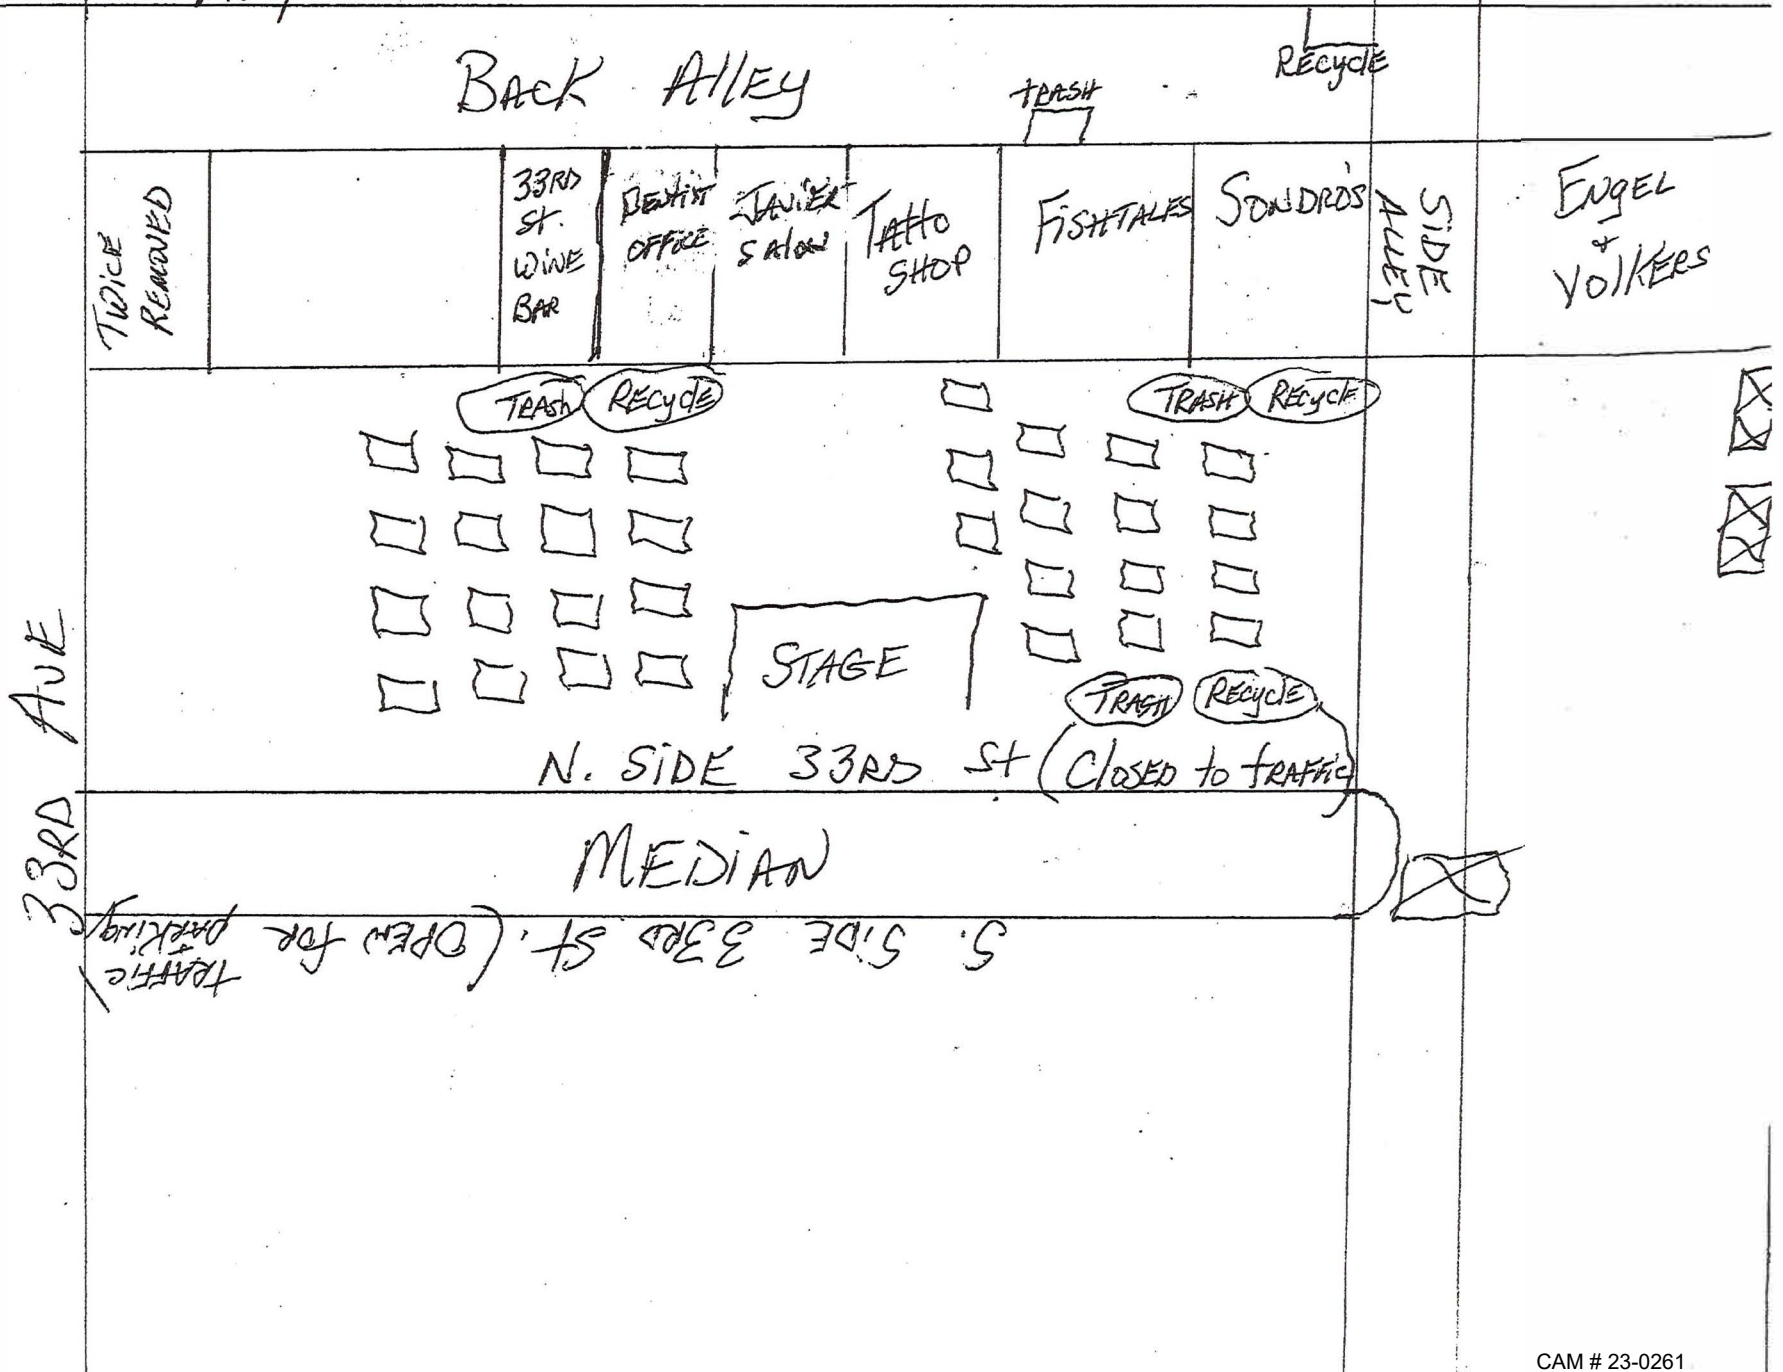 Back Alley
Recycle
Trash
Twice
Removed
33RD
St.
Wine
Bar
Dentist
Office
Javier
Salon
Tatto
Shop
Fishtales
Sondro's
Side
Alley
Engel
+
Volkers
Trash
Recycle
Trash
Recycle
Stage
Trash
Recycle
N. Side 33RD St (Closed to traffic)
33RD Ave
Median
S. Side 33RD St. (Open for
parking/
traffic)
CAM # 23-0261